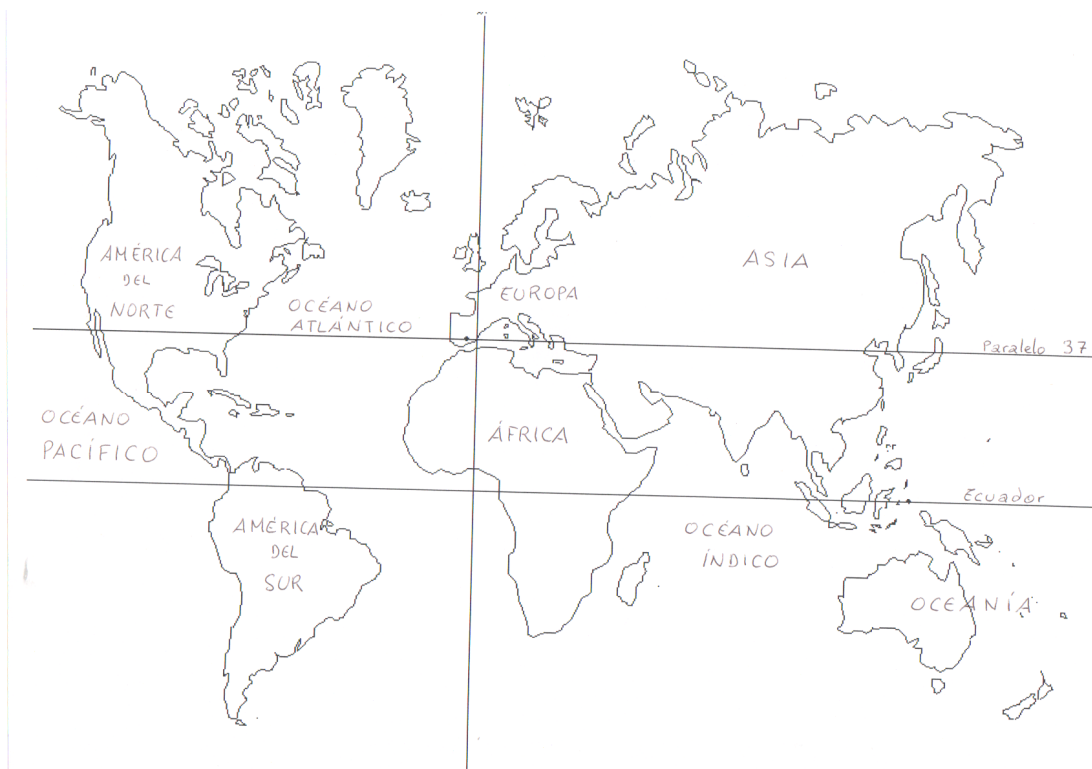 AMÉRICA
DEL
NORTE
OCÉANO
ATLÁNTICO
EUROPA
ASIA
Paralelo 37
OCÉANO
PACÍFICO
ÁFRICA
Ecuador
AMÉRICA
DEL
SUR
OCÉANO
ÍNDICO
OCEANÍA